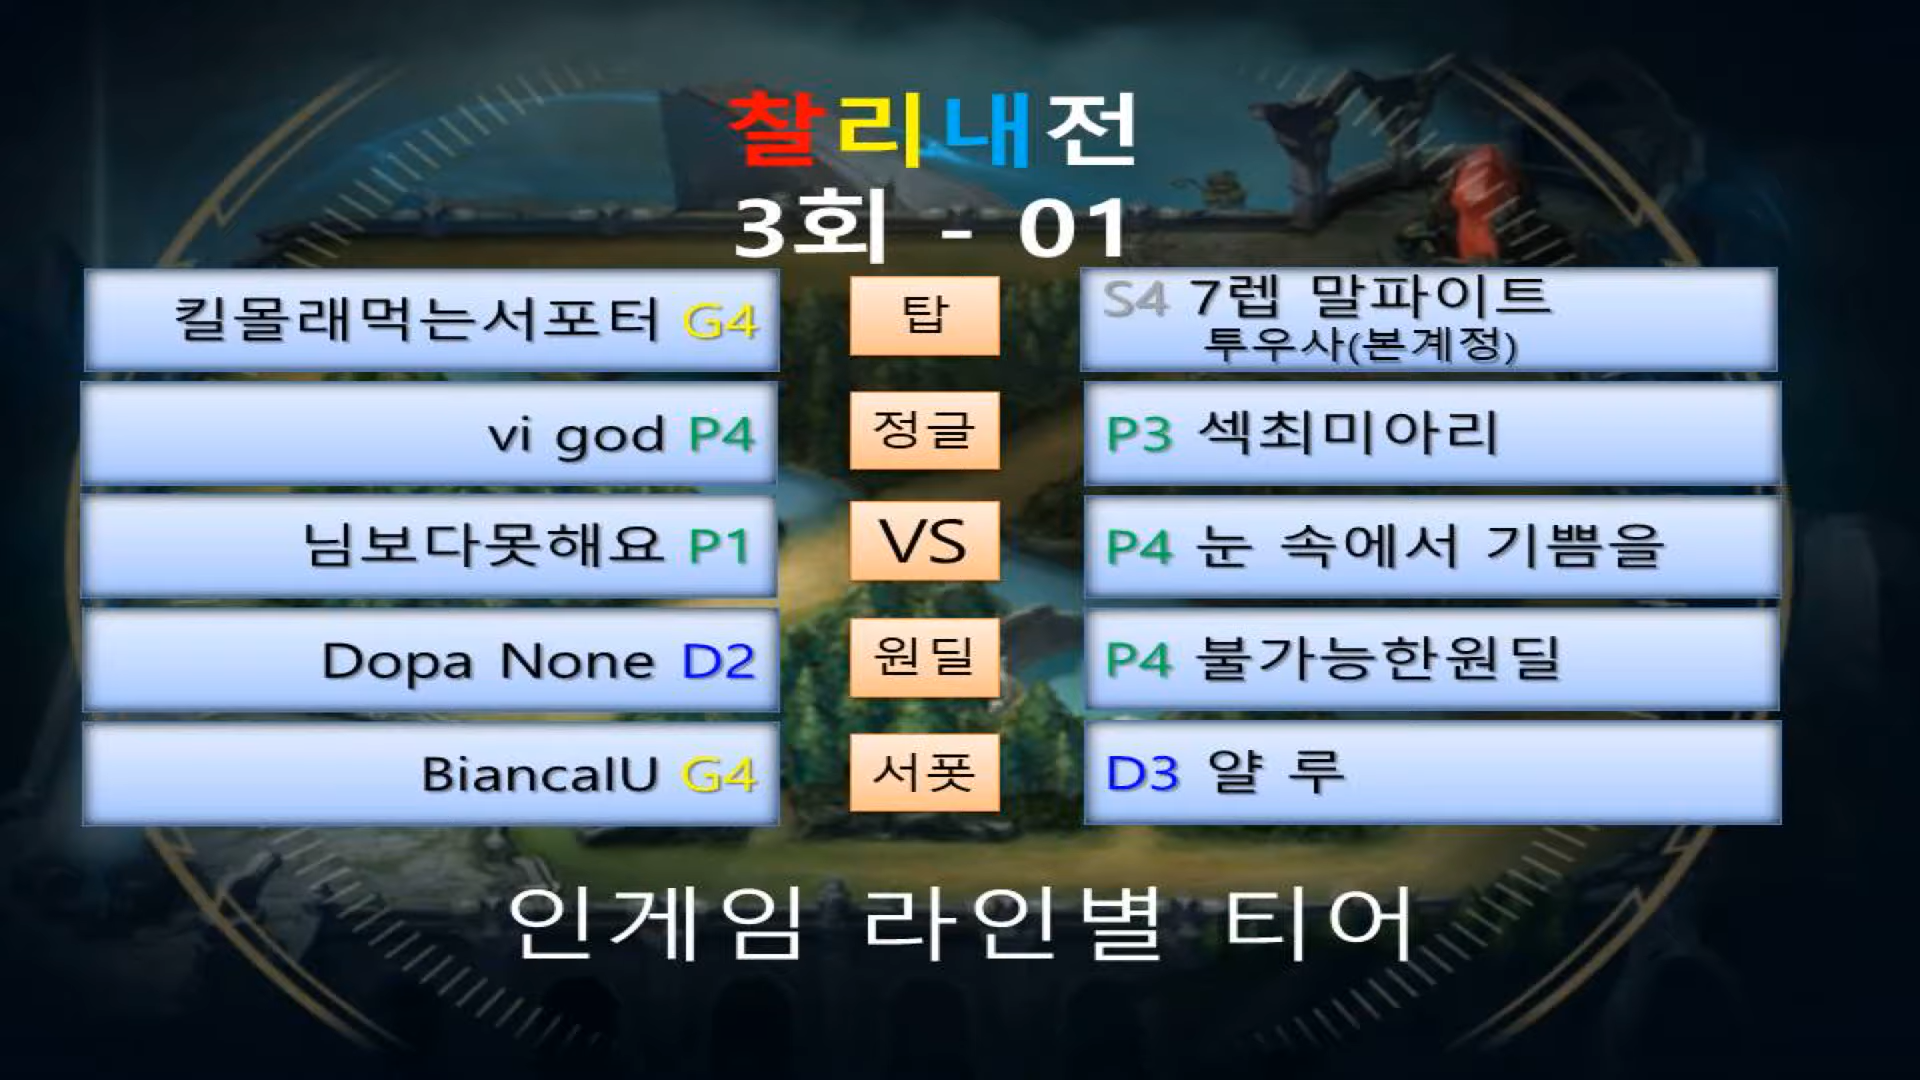 찰리내전
3회 - 01
킬몰래먹는서포터 G4
탑
S4 7렙 말파이트
투우사(본계정)
vi god P4
정글
P3 섹최미아리
님보다못해요 P1
VS
P4 눈 속에서 기쁨을
Dopa None D2
원딜
P4 불가능한원딜
BiancaIU G4
서폿
D3 얄 루
인게임 라인별 티어